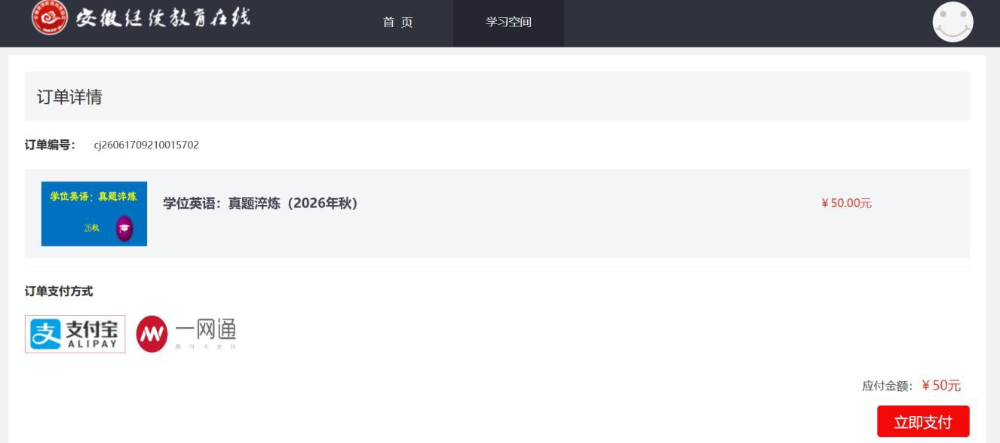 安徽继续教育在线
首 页
学习空间
订单详情
订单编号： cj26061709210015702
学位英语：真题淬炼
26秋
学位英语：真题淬炼（2026年秋）
￥50.00元
订单支付方式
支付宝
ALIPAY
一网通
应付金额： ￥50元
立即支付